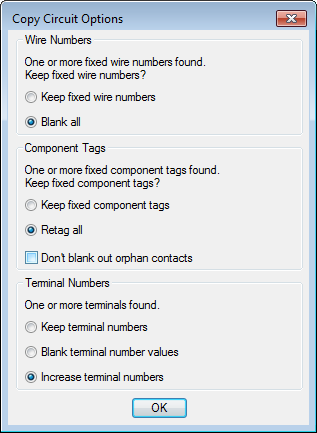 Copy Circuit Options
Wire Numbers
One or more fixed wire numbers found.
Keep fixed wire numbers?
Keep fixed wire numbers
Blank all
Component Tags
One or more fixed component tags found.
Keep fixed component tags?
Keep fixed component tags
Retag all
Don't blank out orphan contacts
Terminal Numbers
One or more terminals found.
Keep terminal numbers
Blank terminal number values
Increase terminal numbers
OK